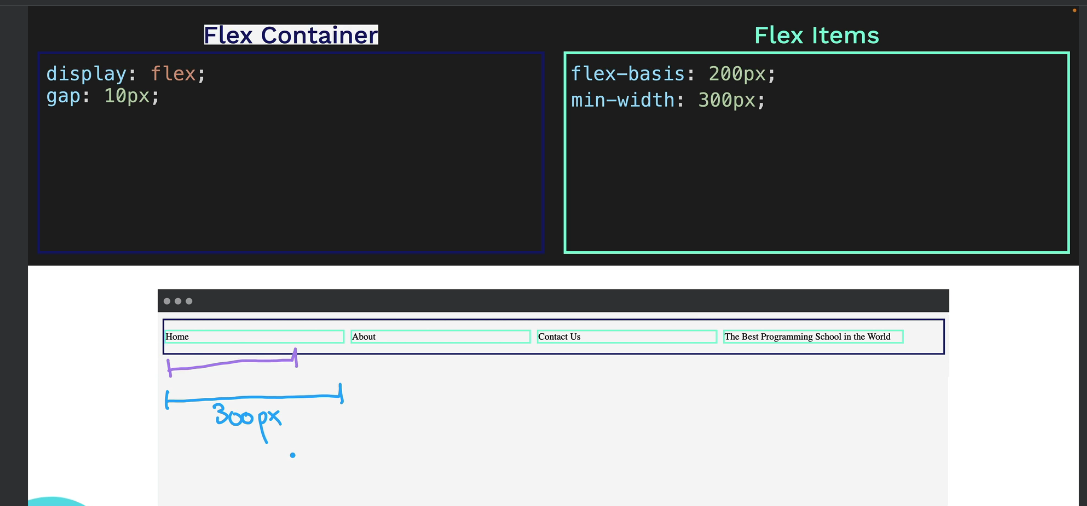 Flex Container
Flex Items
display: flex;
gap: 10px;
flex-basis: 200px;
min-width: 300px;
Home
About
Contact Us
The Best Programming School in the World
300px